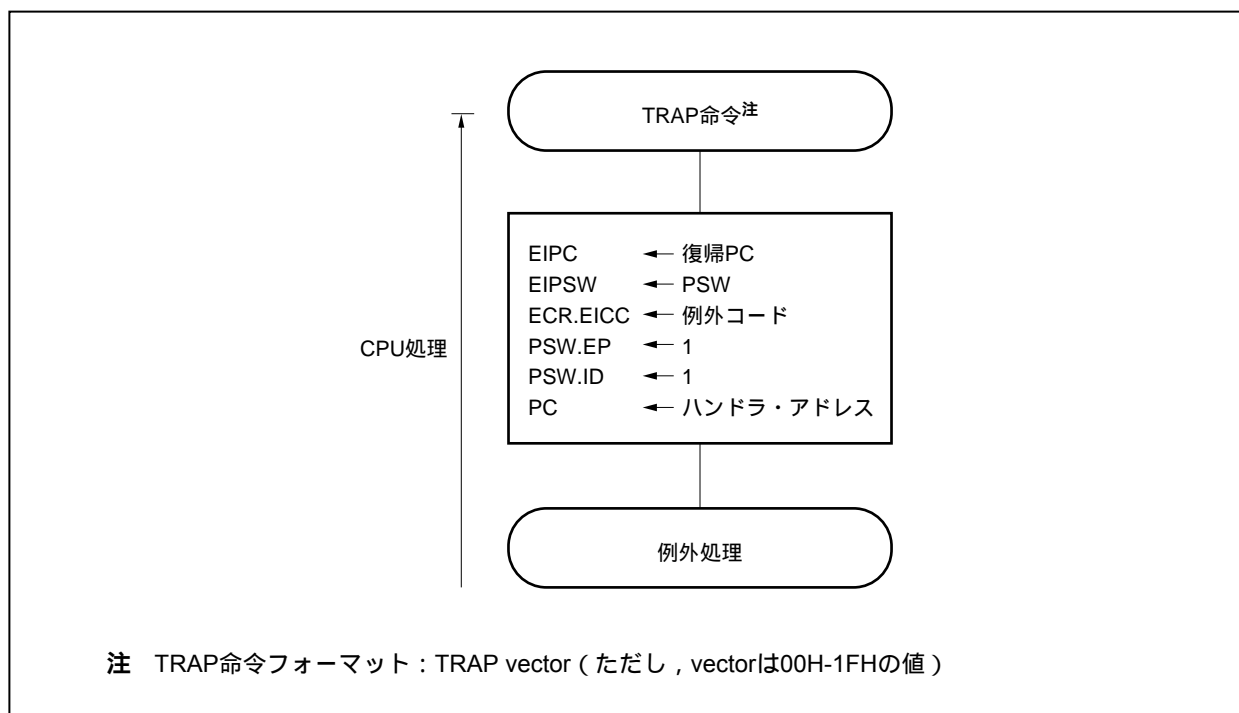 TRAP命令注
EIPC ← 復帰PC
EIPSW ← PSW
ECR.EICC ← 例外コード
PSW.EP ← 1
PSW.ID ← 1
PC ← ハンドラ・アドレス
CPU処理
例外処理
注 TRAP命令フォーマット：TRAP vector（ただし，vectorは00H-1FHの値）